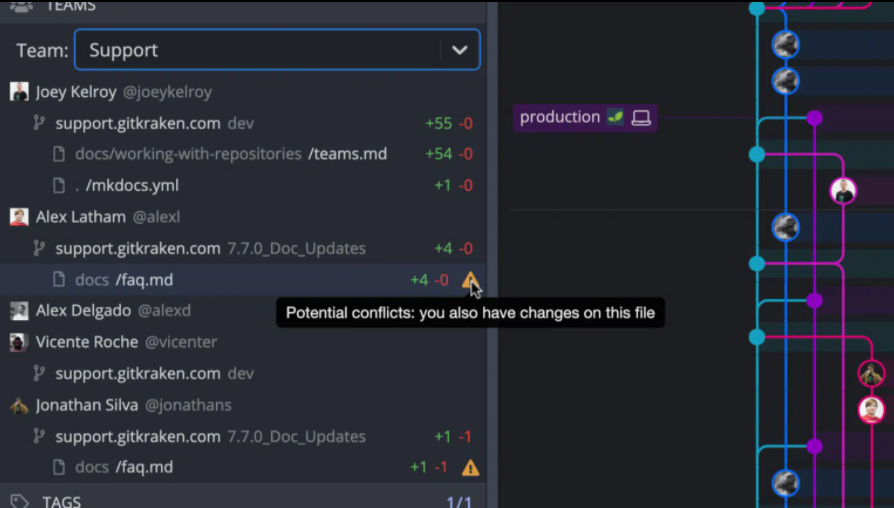 TEAMS
Team: Support
Joey Kelroy @joeykelroy
support.gitkraken.com dev +55 -0
docs/working-with-repositories /teams.md +54 -0
. /mkdocs.yml +1 -0
Alex Latham @alexl
support.gitkraken.com 7.7.0_Doc_Updates +4 -0
docs /faq.md +4 -0
Potential conflicts: you also have changes on this file
Alex Delgado @alexd
Vicente Roche @vicenter
support.gitkraken.com dev
Jonathan Silva @jonathans
support.gitkraken.com 7.7.0_Doc_Updates +1 -1
docs /faq.md +1 -1
TAGS 1/1
production